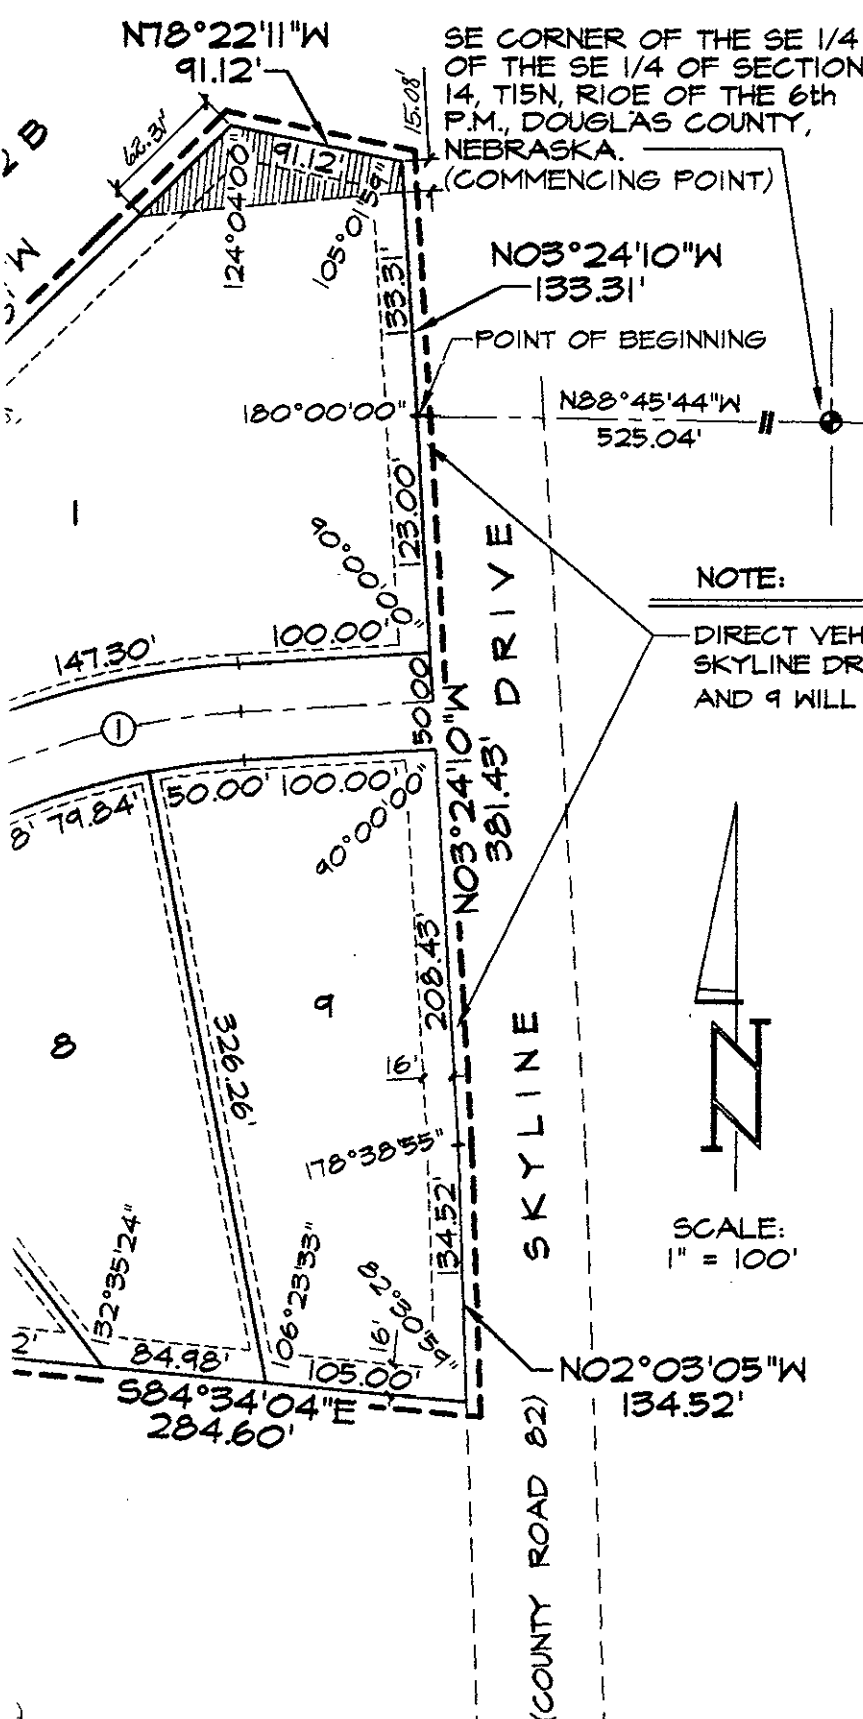 N78°22'11"W
91.12'
SE CORNER OF THE SE 1/4
OF THE SE 1/4 OF SECTION
14, T15N, R10E OF THE 6th
P.M., DOUGLAS COUNTY,
NEBRASKA.
(COMMENCING POINT)
15.08'
62.31'
2 B
W
91.12'
124°04'00"
105°01'59"
133.31'
N03°24'10"W
133.31'
POINT OF BEGINNING
180°00'00"
N88°45'44"W
525.04'
1
123.00'
90°00'00"
NOTE:
DIRECT VEH
SKYLINE DR
AND 9 WILL
147.30'
100.00'
50.00
1
SKYLINE DRIVE
N03°24'10"W
381.43'
8'
79.84'
50.00'
100.00'
90°00'00"
208.43'
9
8
326.26'
16'
178°38'55"
134.52'
SCALE:
1" = 100'
132°35'24"
106°23'33"
82°30'59"
16'
2'
84.98'
105.00'
N02°03'05"W
134.52'
S84°34'04"E
284.60'
(COUNTY ROAD 82)